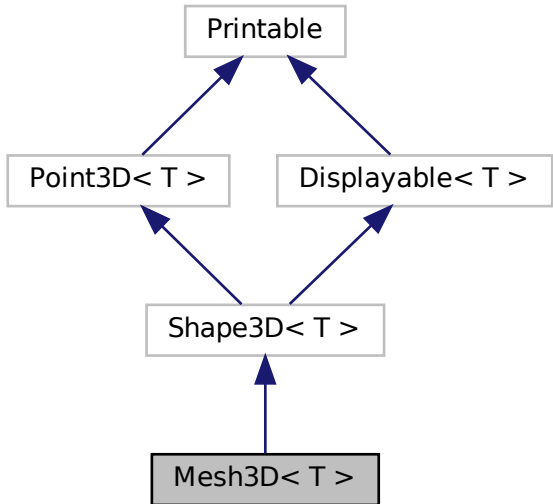 Printable
Point3D< T >
Displayable< T >
Shape3D< T >
Mesh3D< T >